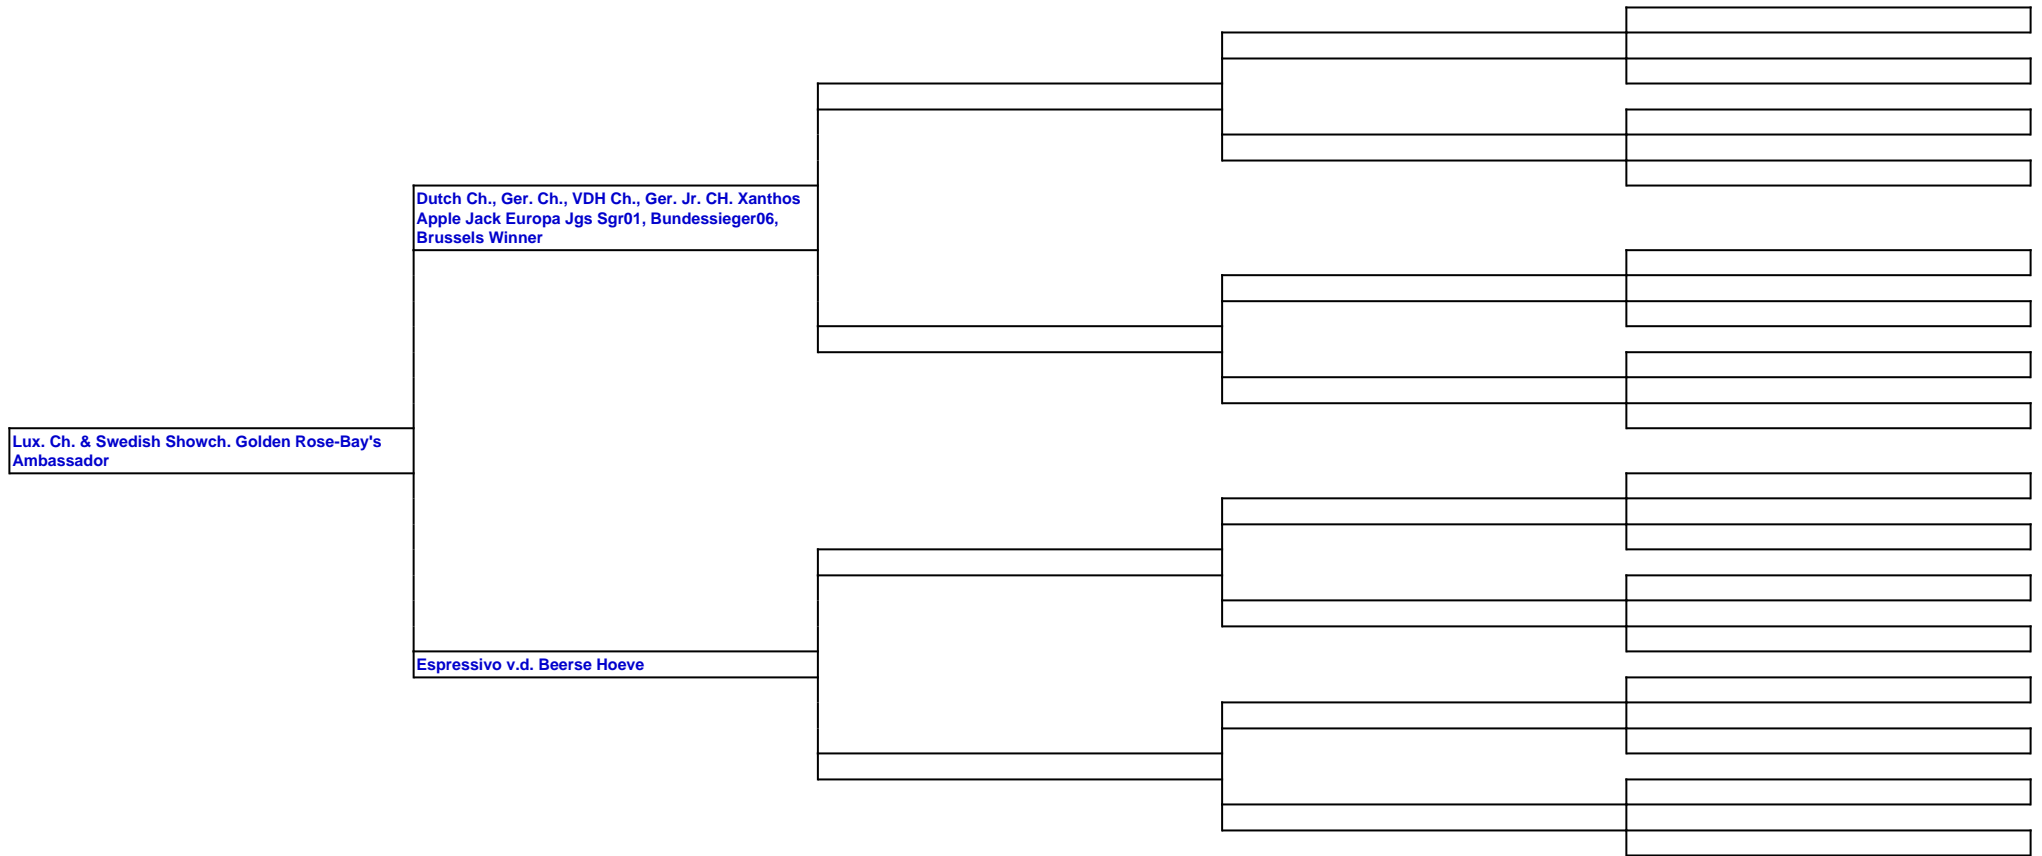 Dutch Ch., Ger. Ch., VDH Ch., Ger. Jr. CH. Xanthos
Apple Jack Europa Jgs Sgr01, Bundessieger06,
Brussels Winner
Lux. Ch. & Swedish Showch. Golden Rose-Bay's
Ambassador
Espressivo v.d. Beerse Hoeve